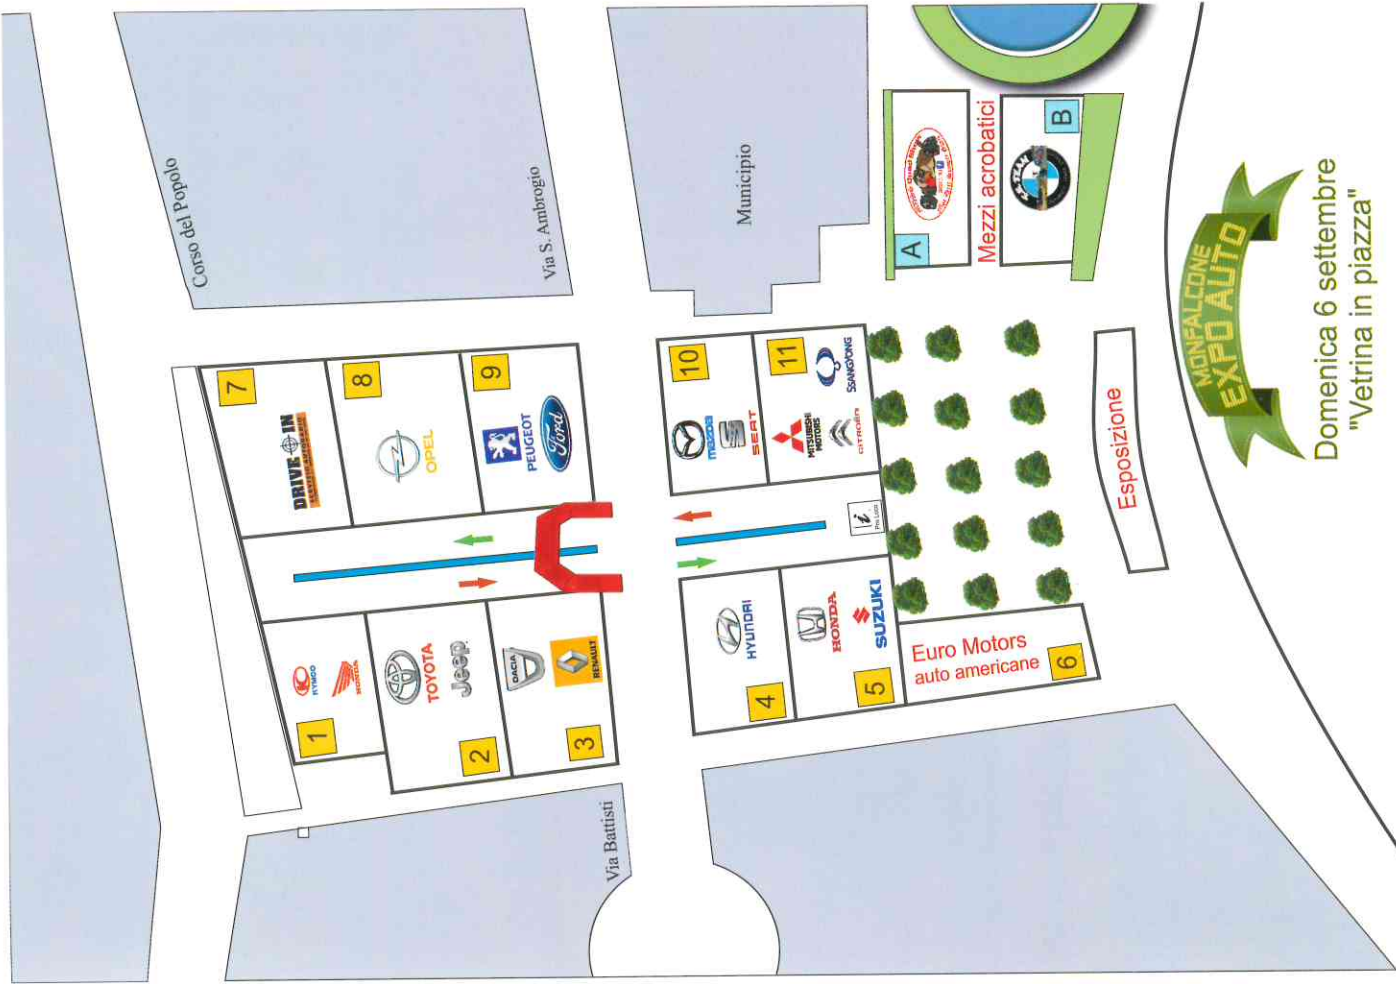 Corso del Popolo
Via S. Ambrogio
Municipio
Via Battisti
7
DRIVE IN
8
OPEL
9
PEUGEOT
Ford
10
mazda
SEAT
11
SSANGYONG
MITSUBISHI
MOTORS
CITROËN
1
KYMCO
HONDA
2
TOYOTA
Jeep
3
DACIA
RENAULT
4
HYUNDAI
5
HONDA
SUZUKI
6
Euro Motors
auto americane
i
Pro Loco
A
Mezzi acrobatici
B
Esposizione
MONFALCONE
EXPO AUTO
Domenica 6 settembre
"Vetrina in piazza"